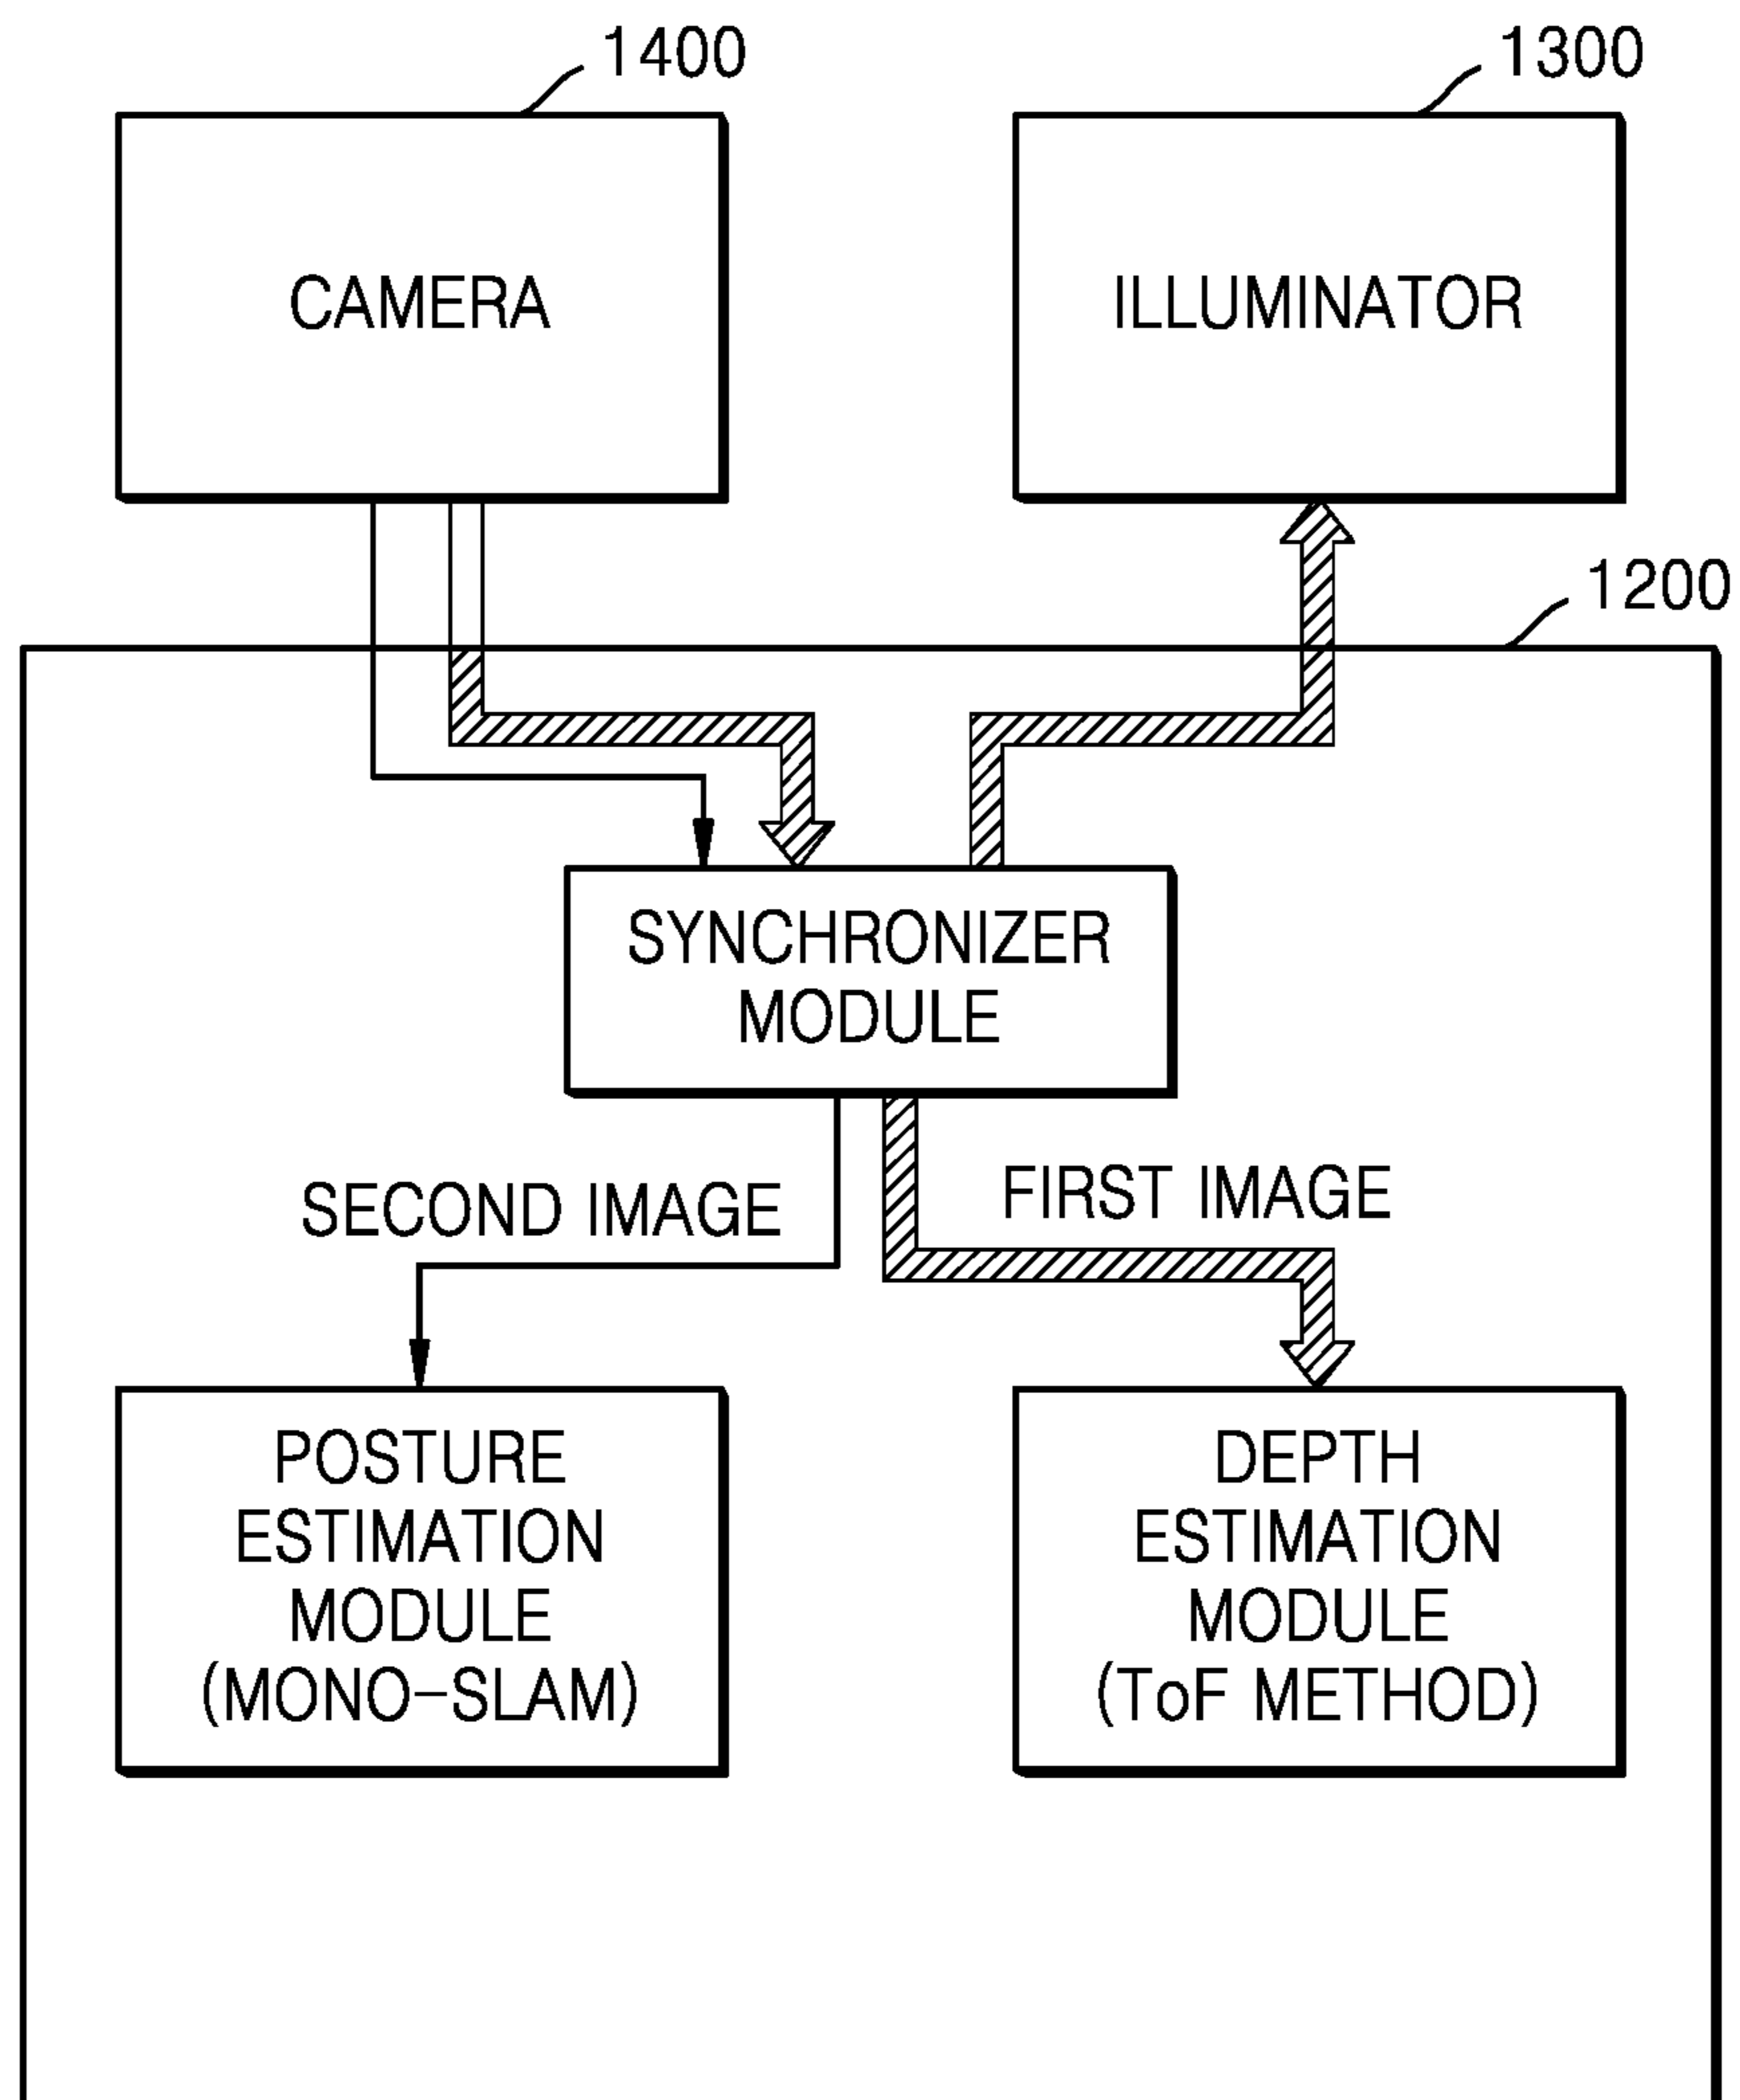 1400
1300
CAMERA
ILLUMINATOR
1200
SYNCHRONIZER
MODULE
SECOND IMAGE
FIRST IMAGE
POSTURE
ESTIMATION
MODULE
(MONO-SLAM)
DEPTH
ESTIMATION
MODULE
(ToF METHOD)